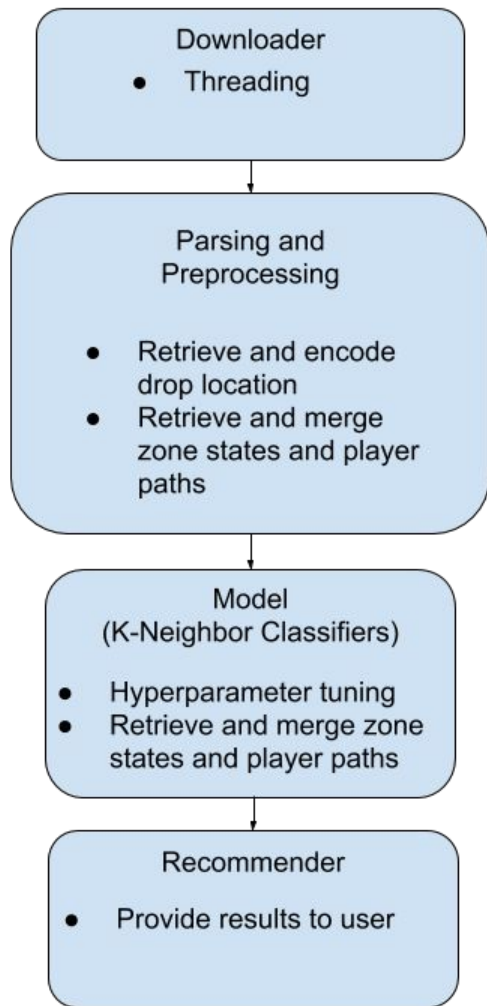 Downloader
● Threading
Parsing and
Preprocessing
● Retrieve and encode
drop location
● Retrieve and merge
zone states and player
paths
Model
(K-Neighbor Classifiers)
● Hyperparameter tuning
● Retrieve and merge zone
states and player paths
Recommender
● Provide results to user